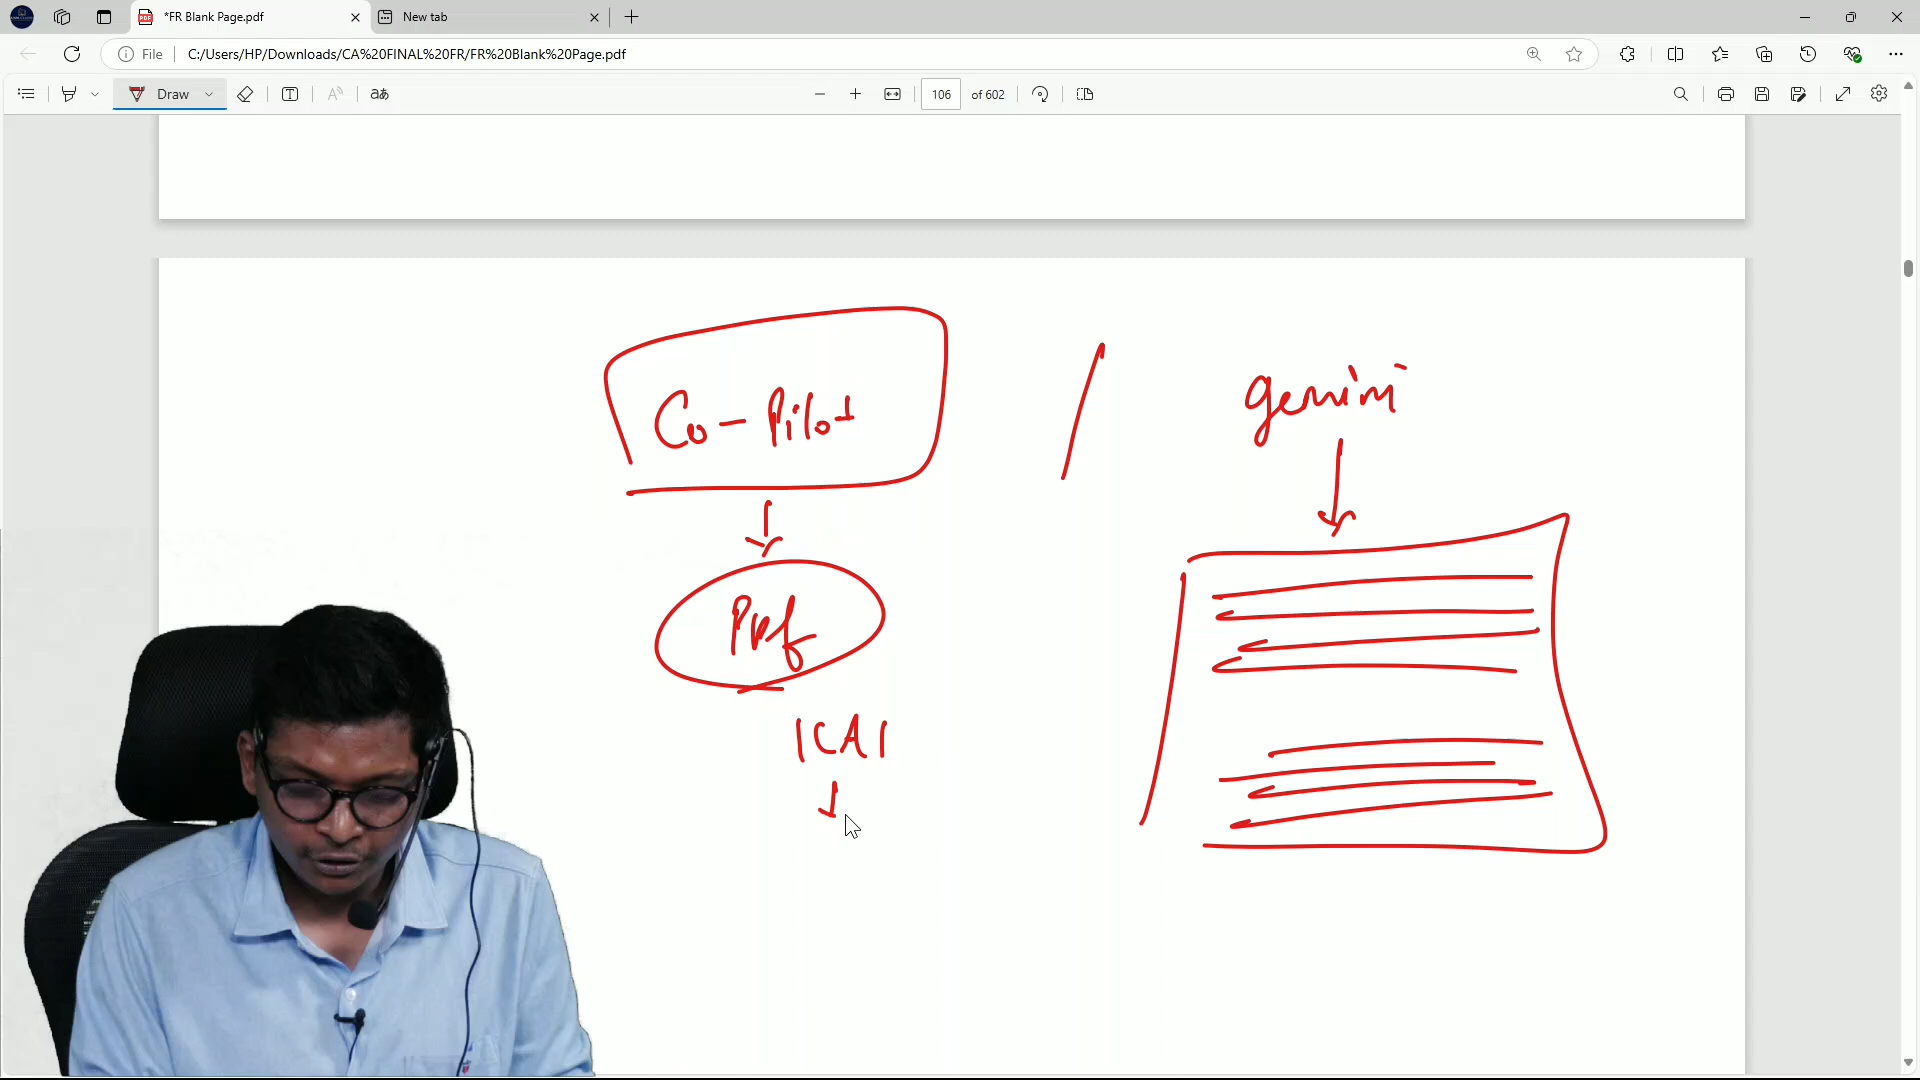 *FR Blank Page.pdf
New tab
File
C:/Users/HP/Downloads/CA%20FINAL%20FR/FR%20Blank%20Page.pdf
Draw
106 of 602
Co-Pilot / gemini
Pdf
ICAI